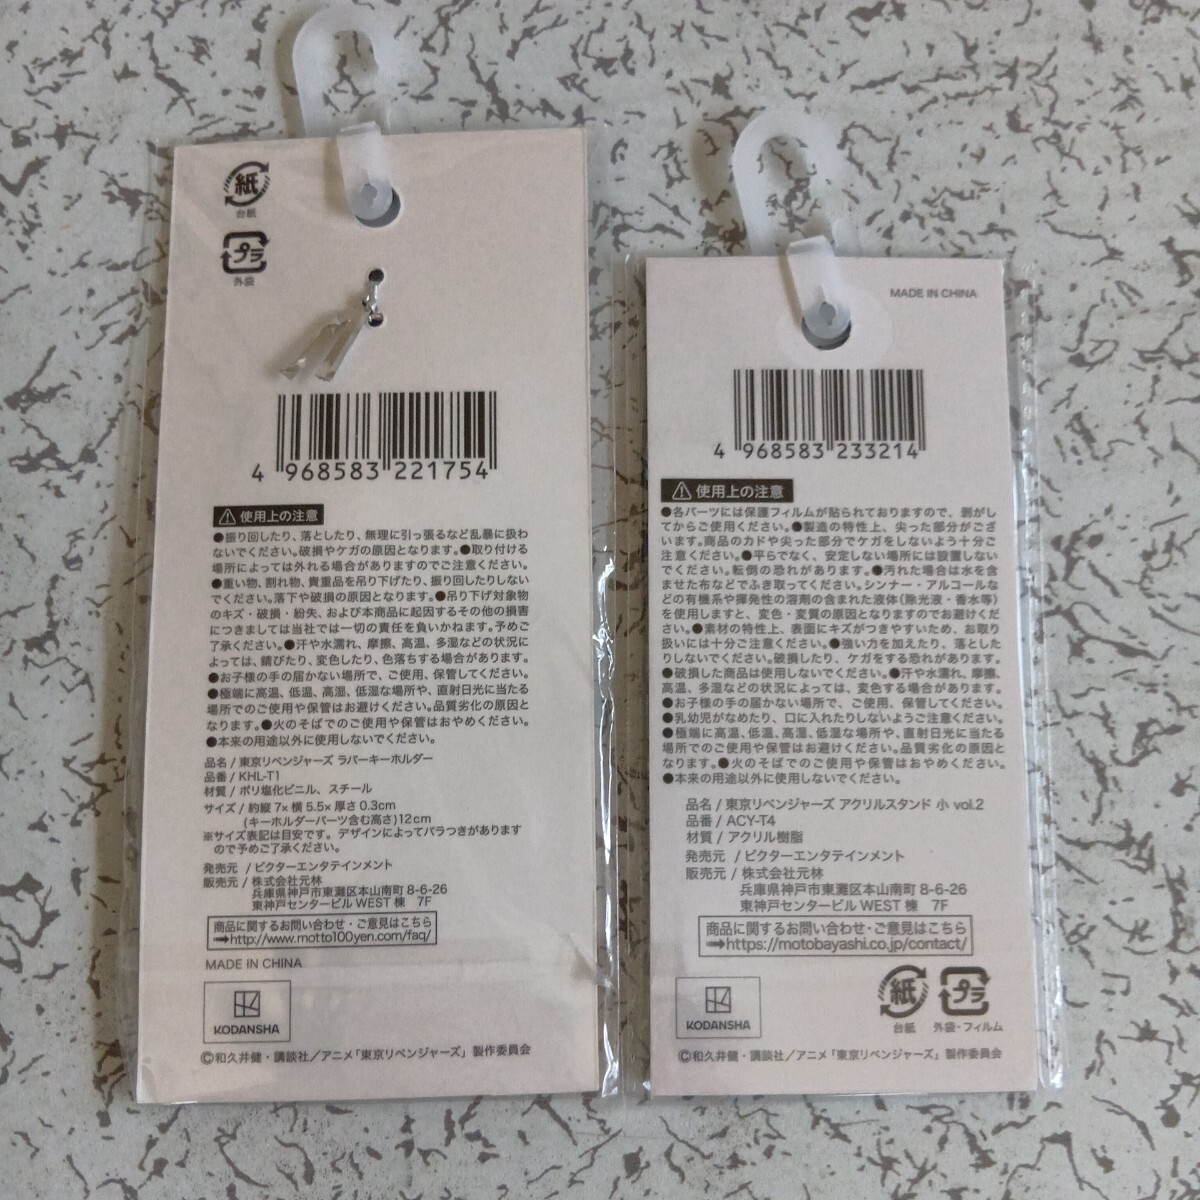 紙
台紙
プラ
外袋
4 968583 221754
使用上の注意
●振り回したり、落としたり、無理に引っ張るなど乱暴に扱わ
ないでください。破損やケガの原因となります。●取り付ける
場所によっては外れる場合がありますのでご注意ください。
●重い物、割れ物、貴重品を吊り下げたり、振り回したりしない
でください。落下や破損の原因となります。●吊り下げ対象物
のキズ・破損・紛失、および本商品に起因するその他の損害
につきましては当社では一切の責任を負いかねます。予めご
了承ください。●汗や水濡れ、摩擦、高温、多湿などの状況に
よっては、錆びたり、変色したり、色落ちする場合があります。
●お子様の手の届かない場所で、ご使用、保管してください。
●極端に高温、低温、高湿、低湿な場所や、直射日光に当たる
場所でのご使用や保管はお避けください。品質劣化の原因と
なります。●火のそばでのご使用や保管はおやめください。
●本来の用途以外に使用しないでください。
品名 / 東京リベンジャーズ ラバーキーホルダー
品番 / KHL-T1
材質 / ポリ塩化ビニル、スチール
サイズ / 約縦 7× 横 5.5× 厚さ 0.3cm
(キーホルダーパーツ含む高さ)12cm
※サイズ表記は目安です。デザインによってバラつきがあります
ので予めご了承ください。
発売元 / ビクターエンタテインメント
販売元 / 株式会社元林
兵庫県神戸市東灘区本山南町 8-6-26
東神戸センタービル WEST 棟 7F
商品に関するお問い合わせ・ご意見はこちら
➞http://www.motto100yen.com/faq/
MADE IN CHINA
KODANSHA
©和久井健・講談社／アニメ「東京リベンジャーズ」製作委員会
MADE IN CHINA
4 968583 233214
使用上の注意
●各パーツには保護フィルムが貼られておりますので、剥がし
てからご使用ください。●製造の特性上、尖った部分がござ
います。商品のカドや尖った部分でケガをしないよう十分ご
注意ください。●平らでなく、安定しない場所には設置しない
でください。転倒の恐れがあります。●汚れた場合は水を含
ませた布などでふき取ってください。シンナー・アルコールな
どの有機系や揮発性の溶剤の含まれた液体(除光液・香水等)
を使用しますと、変色・変質の原因となりますのでお避けくだ
さい。●素材の特性上、表面にキズがつきやすいため、お取り
扱いには十分ご注意ください。●強い力を加えたり、落とした
りしないでください。破損したり、ケガをする恐れがあります。
●破損した商品は使用しないでください。●汗や水濡れ、摩擦、
高温、多湿などの状況によっては、変色する場合があります。
●お子様の手の届かない場所で、ご使用、保管してください。
●乳幼児がなめたり、口に入れたりしないようご注意ください。
●極端に高温、低温、高湿、低湿な場所や、直射日光に当たる
場所でのご使用や保管はお避けください。品質劣化の原因と
なります。●火のそばでのご使用や保管はおやめください。
●本来の用途以外に使用しないでください。
品名 / 東京リベンジャーズ アクリルスタンド 小 vol.2
品番 / ACY-T4
材質 / アクリル樹脂
発売元 / ビクターエンタテインメント
販売元 / 株式会社元林
兵庫県神戸市東灘区本山南町 8-6-26
東神戸センタービル WEST 棟 7F
商品に関するお問い合わせ・ご意見はこちら
➞https://motobayashi.co.jp/contact/
KODANSHA
紙
台紙
プラ
外袋・フィルム
©和久井健・講談社／アニメ「東京リベンジャーズ」製作委員会